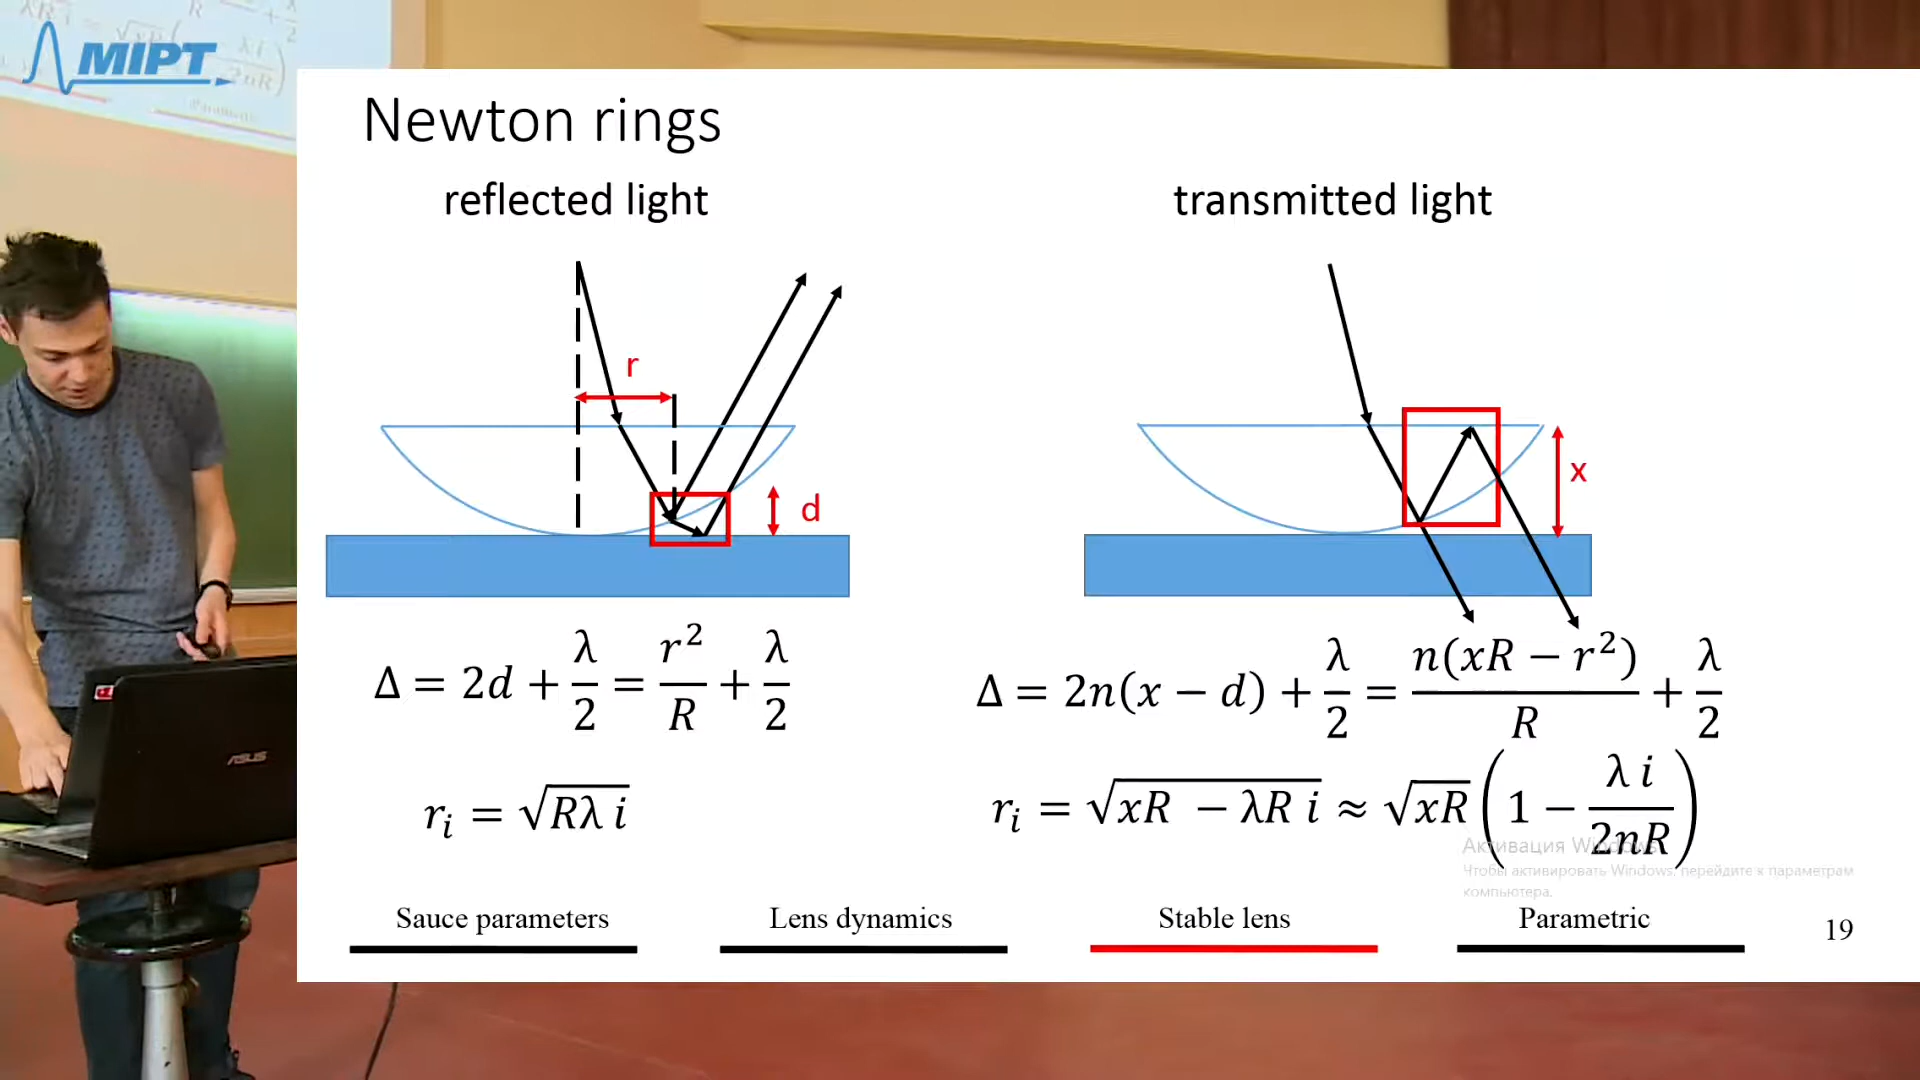 MIPT
Newton rings
reflected light
transmitted light
r
d
x
Δ = 2d + λ/2 = r²/R + λ/2
Δ = 2n(x − d) + λ/2 = n(xR − r²)/R + λ/2
rᵢ = √(Rλ i)
rᵢ = √(xR − λR i) ≈ √(xR) (1 − λ i/2nR)
Активация Windows
Чтобы активировать Windows, перейдите к параметрам
компьютера.
Sauce parameters
Lens dynamics
Stable lens
Parametric
19
ASUS